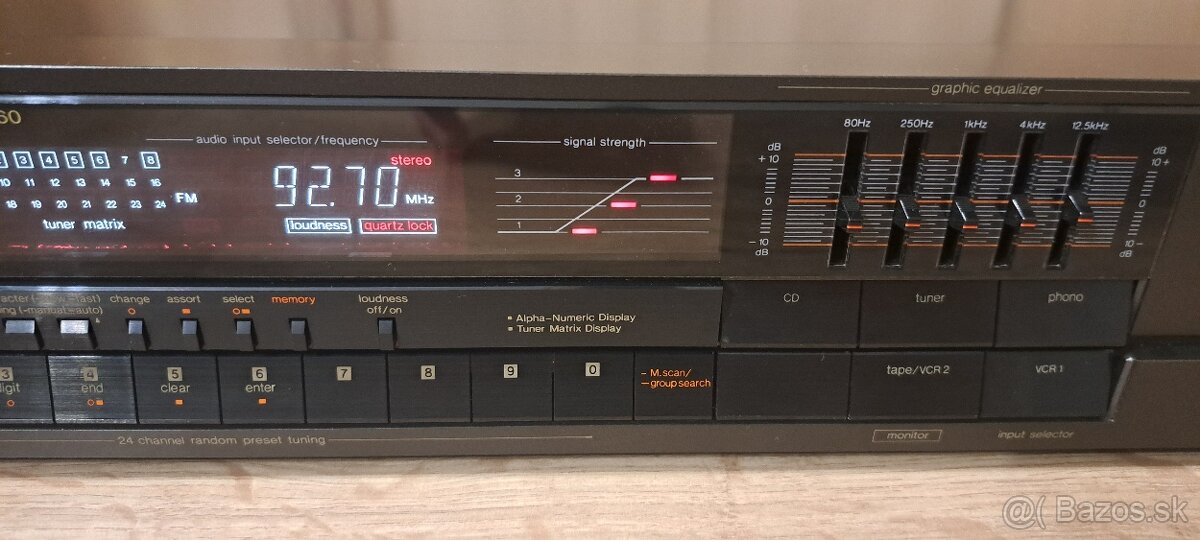 graphic equalizer
60
audio input selector/frequency
signal strength
80Hz 250Hz 1kHz 4kHz 12.5kHz
stereo
3 4 5 6 7 8
10 11 12 13 14 15 16
18 19 20 21 22 23 24
FM
92.70 MHz
tuner matrix
loudness quartz lock
3
2
1
dB
+10
0
-10
dB
dB
10+
0
10-
dB
change assort select memory
loudness
off/on
▪ Alpha-Numeric Display
▪ Tuner Matrix Display
CD tuner phono
3 4 5 6 7 8 9 0
end clear enter
- M.scan/
- group search
tape/VCR 2 VCR 1
24 channel random preset tuning
monitor input selector
@( Bazos.sk